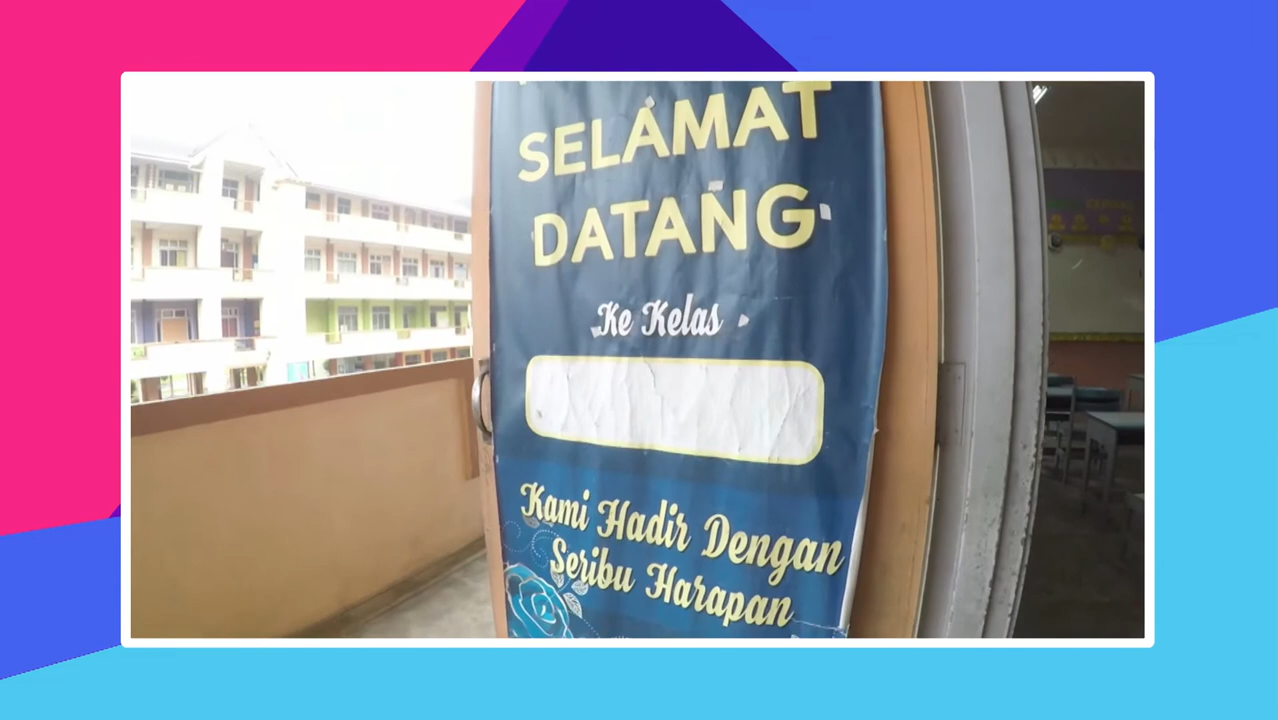 SELAMAT
DATANG
Ke Kelas
Kami Hadir Dengan
Seribu Harapan